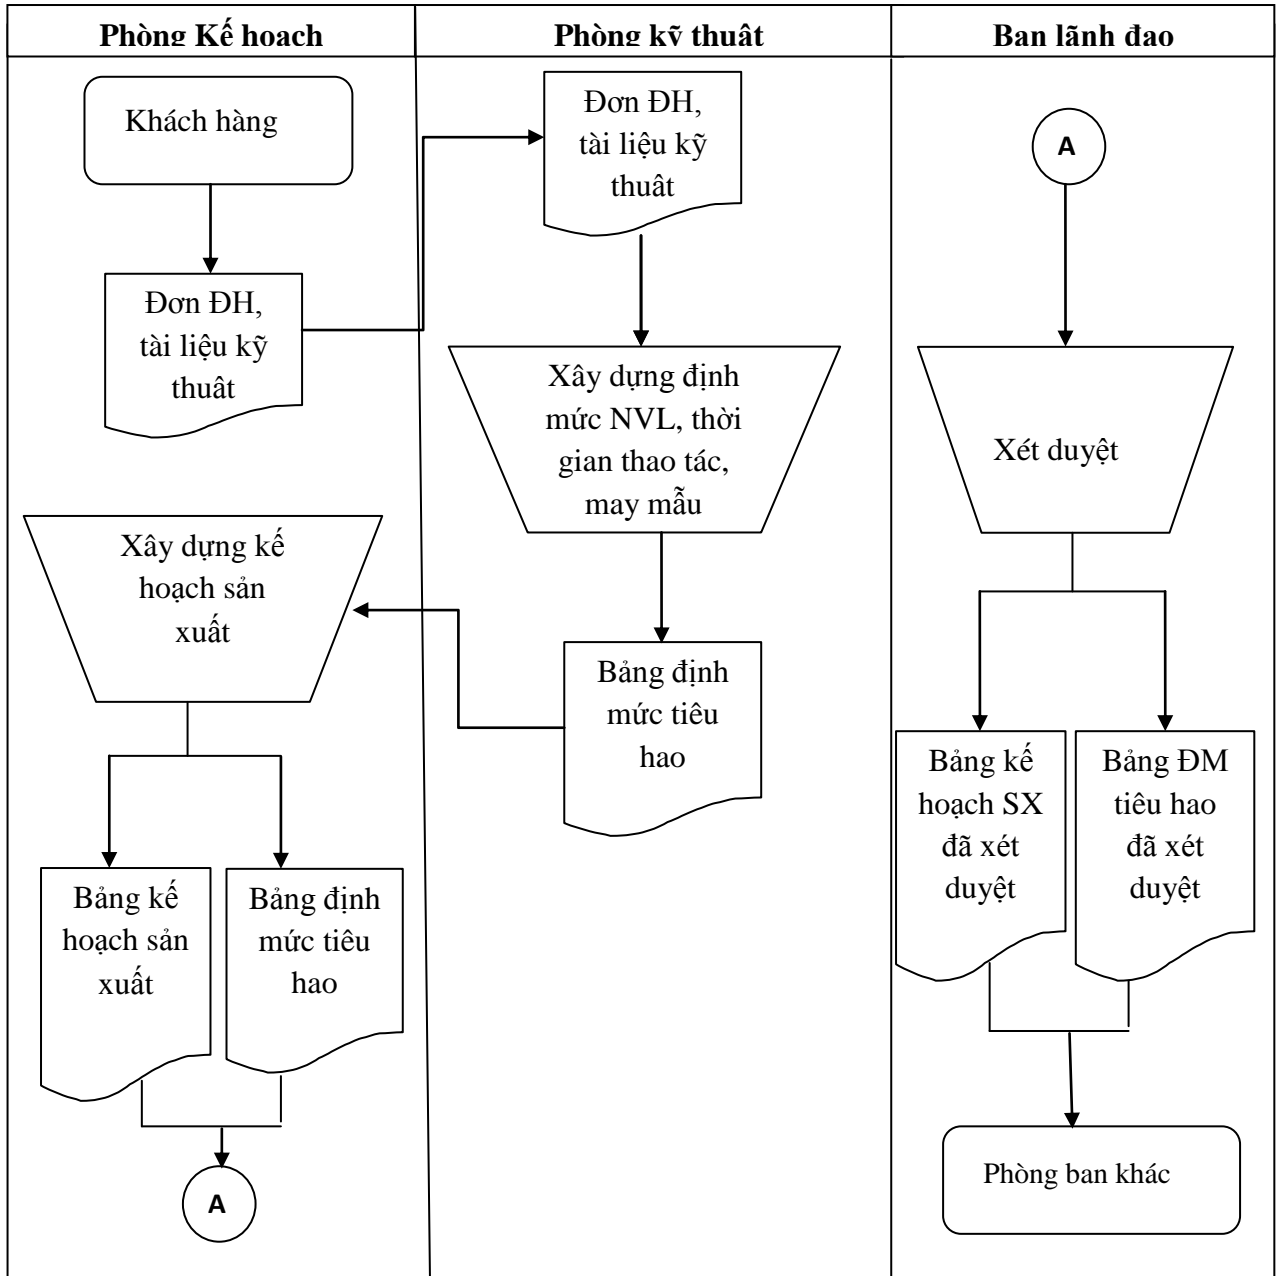 Phòng Kế hoach
Phòng kỹ thuât
Ban lãnh đao
Khách hàng
Đơn ĐH,
tài liệu kỹ
thuât
Xây dựng kế
hoạch sản
xuất
Bảng kế
hoạch sản
xuất
Bảng định
mức tiêu
hao
A
Đơn ĐH,
tài liệu kỹ
thuât
Xây dựng định
mức NVL, thời
gian thao tác,
may mẫu
Bảng định
mức tiêu
hao
A
Xét duyệt
Bảng kế
hoạch SX
đã xét
duyệt
Bảng ĐM
tiêu hao
đã xét
duyệt
Phòng ban khác